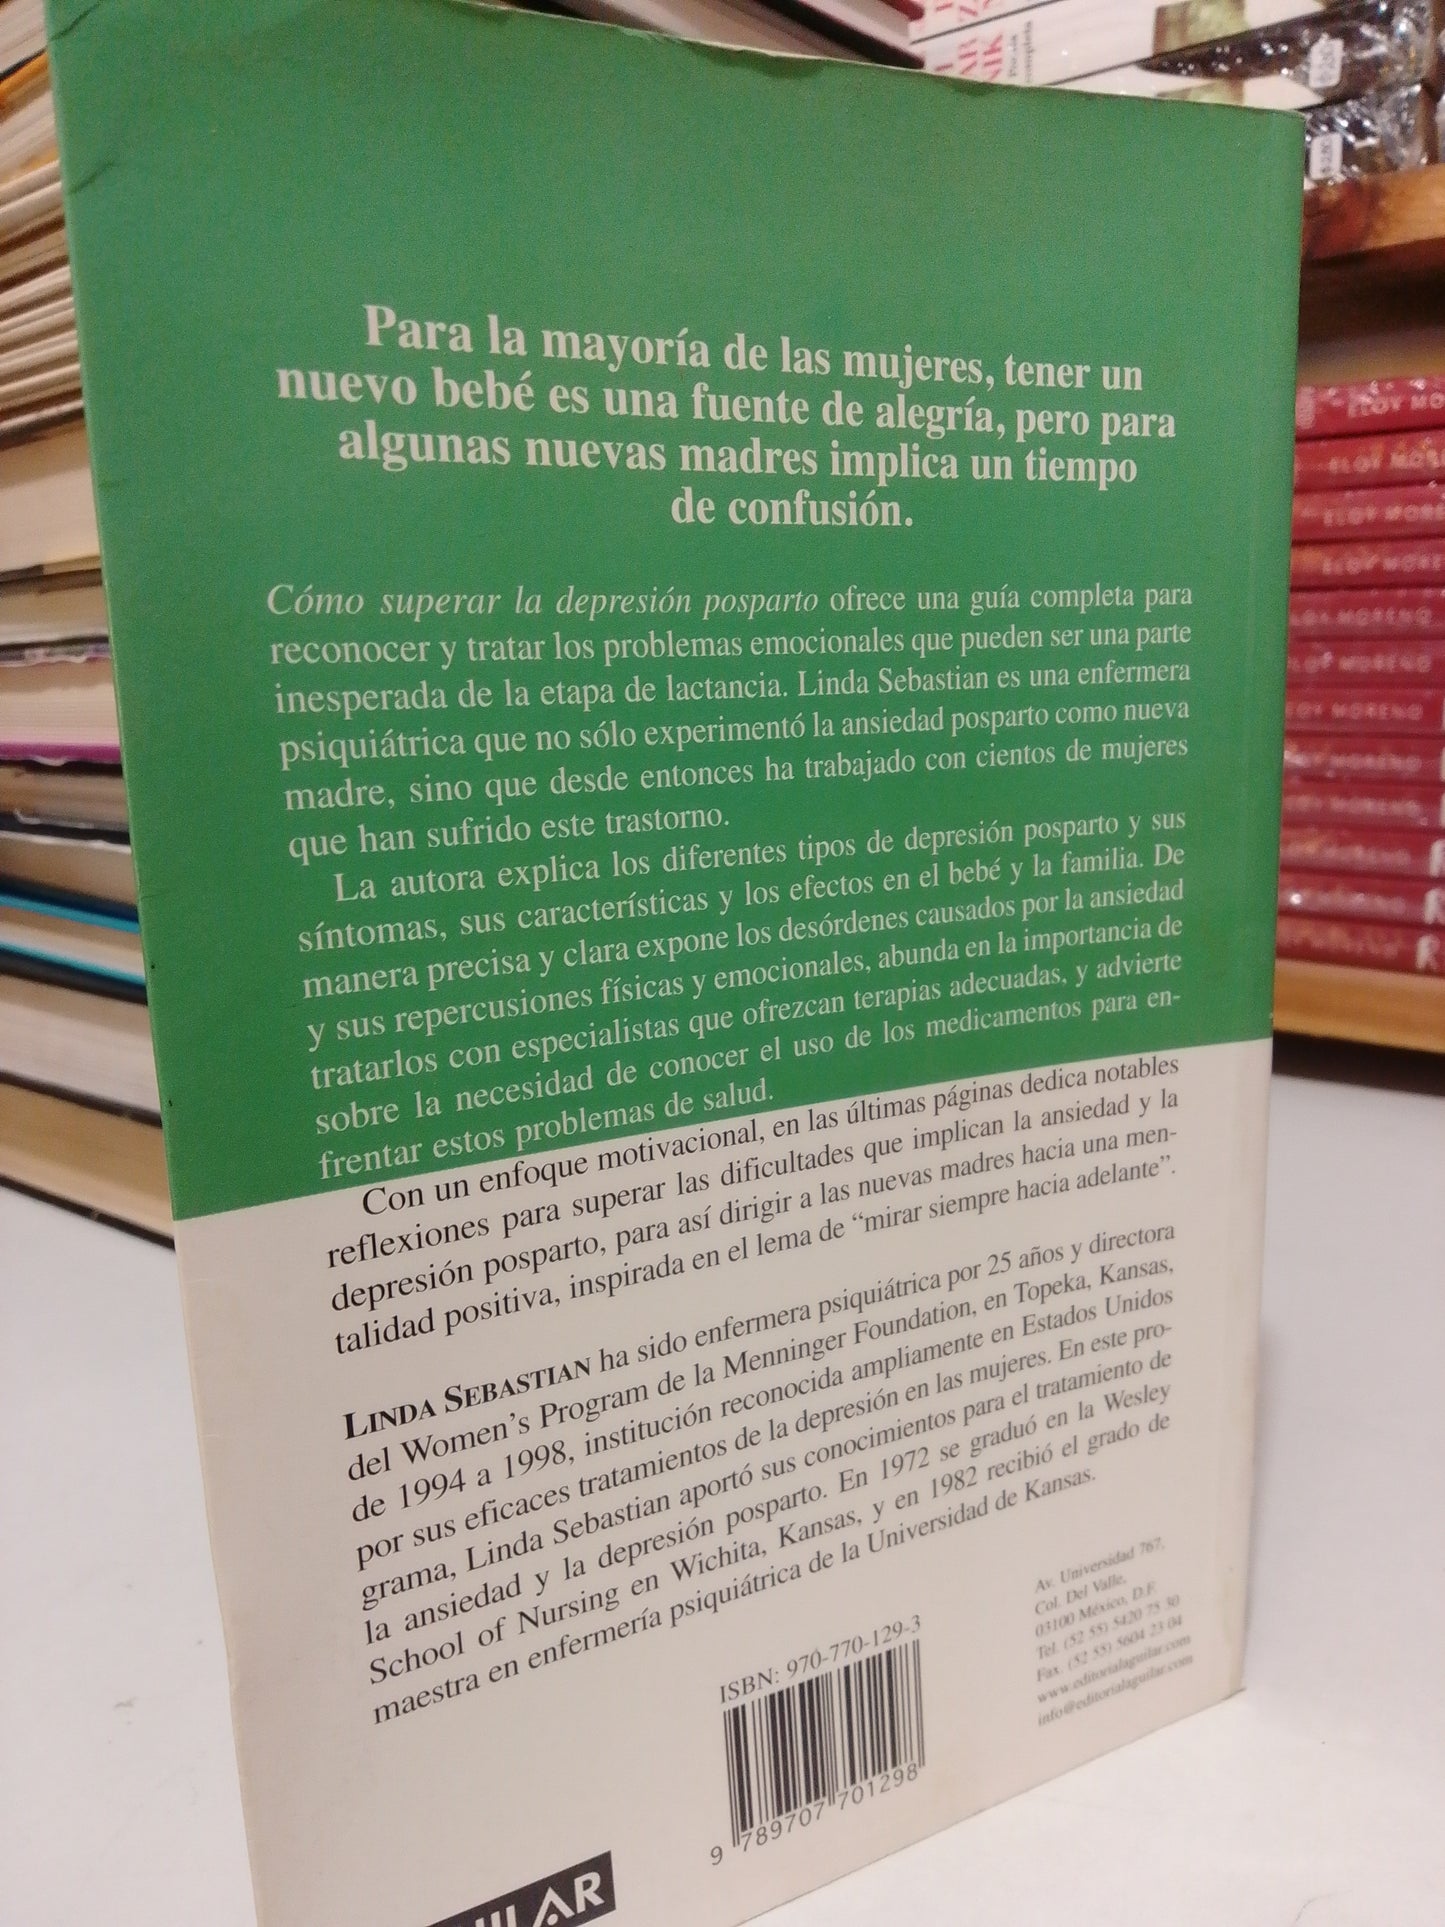 Para la mayoría de las mujeres, tener un
nuevo bebé es una fuente de alegría, pero para
algunas nuevas madres implica un tiempo
de confusión.
Cómo superar la depresión posparto ofrece una guía completa para
reconocer y tratar los problemas emocionales que pueden ser una parte
inesperada de la etapa de lactancia. Linda Sebastian es una enfermera
psiquiátrica que no sólo experimentó la ansiedad posparto como nueva
madre, sino que desde entonces ha trabajado con cientos de mujeres
que han sufrido este trastorno.
La autora explica los diferentes tipos de depresión posparto y sus
síntomas, sus características y los efectos en el bebé y la familia. De
manera precisa y clara expone los desórdenes causados por la ansiedad
y sus repercusiones físicas y emocionales, abunda en la importancia de
tratarlos con especialistas que ofrezcan terapias adecuadas, y advierte
sobre la necesidad de conocer el uso de los medicamentos para en-
frentar estos problemas de salud.
Con un enfoque motivacional, en las últimas páginas dedica notables
reflexiones para superar las dificultades que implican la ansiedad y la
depresión posparto, para así dirigir a las nuevas madres hacia una men-
talidad positiva, inspirada en el lema de “mirar siempre hacia adelante”.
LINDA SEBASTIAN ha sido enfermera psiquiátrica por 25 años y directora
del Women’s Program de la Menninger Foundation, en Topeka, Kansas,
de 1994 a 1998, institución reconocida ampliamente en Estados Unidos
por sus eficaces tratamientos de la depresión en las mujeres. En este pro-
grama, Linda Sebastian aportó sus conocimientos para el tratamiento de
la ansiedad y la depresión posparto. En 1972 se graduó en la Wesley
School of Nursing en Wichita, Kansas, y en 1982 recibió el grado de
maestra en enfermería psiquiátrica de la Universidad de Kansas.
Av. Universidad 767,
Col. Del Valle,
03100 México, D.F.
Tel. (52 55) 5420 75 30
Fax. (52 55) 5604 23 04
www.editorialaguilar.com
info@editorialaguilar.com
ISBN: 970-770-129-3
9 789707 701298
ELOY MORENO
ELOY MORENO